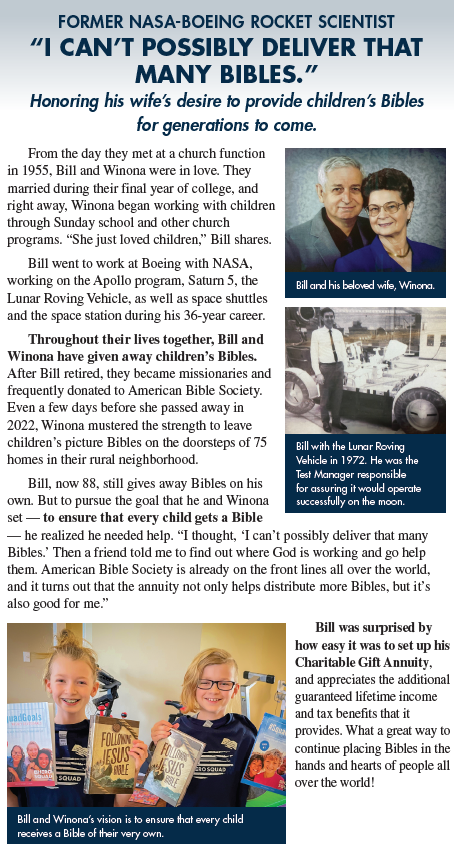 FORMER NASA-BOEING ROCKET SCIENTIST
“I CAN’T POSSIBLY DELIVER THAT
MANY BIBLES.”
Honoring his wife’s desire to provide children’s Bibles
for generations to come.
From the day they met at a church function
in 1955, Bill and Winona were in love. They
married during their final year of college, and
right away, Winona began working with children
through Sunday school and other church
programs. “She just loved children,” Bill shares.
Bill went to work at Boeing with NASA,
working on the Apollo program, Saturn 5, the
Lunar Roving Vehicle, as well as space shuttles
and the space station during his 36-year career.
Throughout their lives together, Bill and
Winona have given away children’s Bibles.
After Bill retired, they became missionaries and
frequently donated to American Bible Society.
Even a few days before she passed away in
2022, Winona mustered the strength to leave
children’s picture Bibles on the doorsteps of 75
homes in their rural neighborhood.
Bill, now 88, still gives away Bibles on his
own. But to pursue the goal that he and Winona
set — to ensure that every child gets a Bible
— he realized he needed help. “I thought, ‘I can’t possibly deliver that many
Bibles.’ Then a friend told me to find out where God is working and go help
them. American Bible Society is already on the front lines all over the world,
and it turns out that the annuity not only helps distribute more Bibles, but it’s
also good for me.”
Bill and his beloved wife, Winona.
Bill with the Lunar Roving
Vehicle in 1972. He was the
Test Manager responsible
for assuring it would operate
successfully on the moon.
Bill was surprised by
how easy it was to set up his
Charitable Gift Annuity,
and appreciates the additional
guaranteed lifetime income
and tax benefits that it
provides. What a great way to
continue placing Bibles in the
hands and hearts of people all
over the world!
FOLLOWING
JESUS
BIBLE
SQUAD
FOLLOWING
JESUS
BIBLE
SQUAD
Bill and Winona’s vision is to ensure that every child
receives a Bible of their very own.